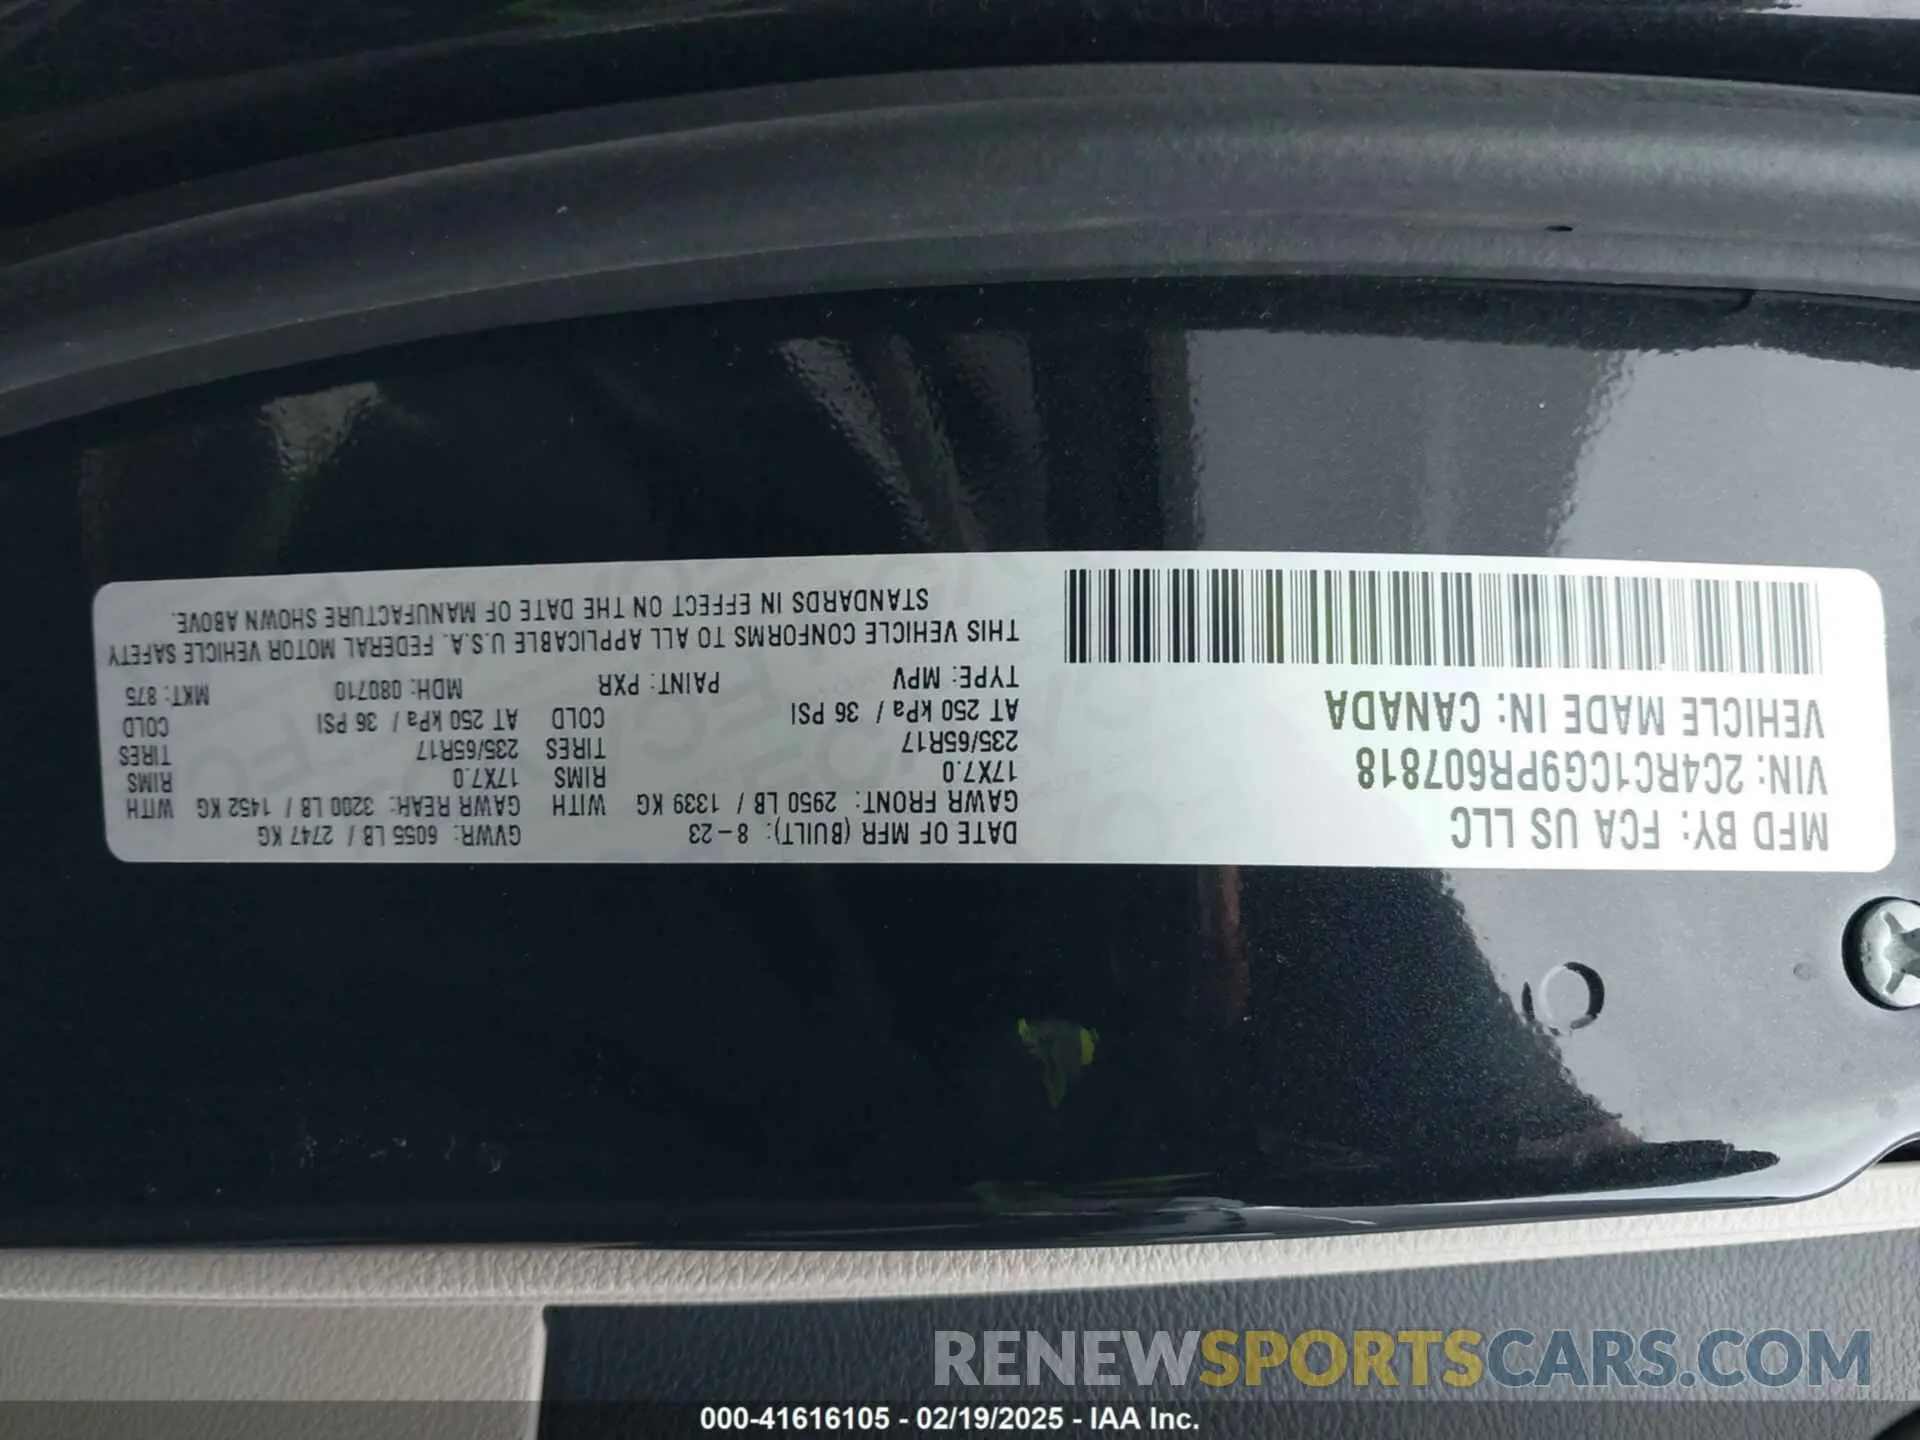 MFD BY: FCA US LLC
VIN: 2C4RC1CG9PR607818
VEHICLE MADE IN: CANADA
DATE OF MFR (BUILT): 8-23 GVWR: 6055 LB / 2747 KG
GAWR FRONT: 2950 LB / 1339 KG WITH GAWR REAR: 3200 LB / 1452 KG WITH
17X7.0 RIMS 17X7.0 RIMS
235/65R17 TIRES 235/65R17 TIRES
AT 250 kPa / 36 PSI COLD AT 250 kPa / 36 PSI COLD
TYPE: MPV PAINT: PXR MDH: 080710 MKT: 875
THIS VEHICLE CONFORMS TO ALL APPLICABLE U.S.A. FEDERAL MOTOR VEHICLE SAFETY
STANDARDS IN EFFECT ON THE DATE OF MANUFACTURE SHOWN ABOVE.
RENEWSPORTSCARS.COM
000-41616105 - 02/19/2025 - IAA Inc.